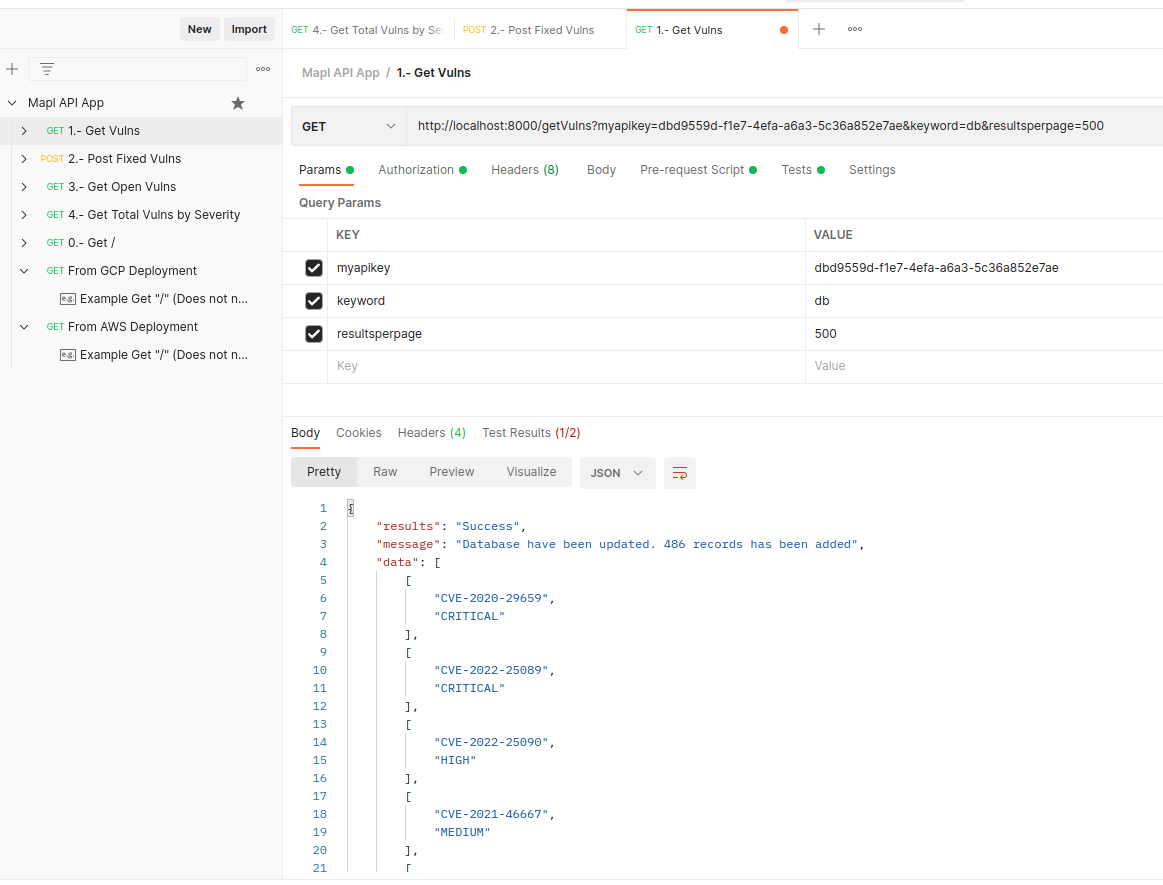 New Import
GET 4.- Get Total Vulns by Se
POST 2.- Post Fixed Vulns
GET 1.- Get Vulns
Mapl API App
GET 1.- Get Vulns
POST 2.- Post Fixed Vulns
GET 3.- Get Open Vulns
GET 4.- Get Total Vulns by Severity
GET 0.- Get /
GET From GCP Deployment
e.g. Example Get "/" (Does not n...
GET From AWS Deployment
e.g. Example Get "/" (Does not n...
Mapl API App / 1.- Get Vulns
GET http://localhost:8000/getVulns?myapikey=dbd9559d-f1e7-4efa-a6a3-5c36a852e7ae&keyword=db&resultsperpage=500
Params Authorization Headers (8) Body Pre-request Script Tests Settings
Query Params
KEY VALUE
myapikey dbd9559d-f1e7-4efa-a6a3-5c36a852e7ae
keyword db
resultsperpage 500
Key Value
Body Cookies Headers (4) Test Results (1/2)
Pretty Raw Preview Visualize JSON
1 {
2 "results": "Success",
3 "message": "Database have been updated. 486 records has been added",
4 "data": [
5 [
6 "CVE-2020-29659",
7 "CRITICAL"
8 ],
9 [
10 "CVE-2022-25089",
11 "CRITICAL"
12 ],
13 [
14 "CVE-2022-25090",
15 "HIGH"
16 ],
17 [
18 "CVE-2021-46667",
19 "MEDIUM"
20 ],
21 [